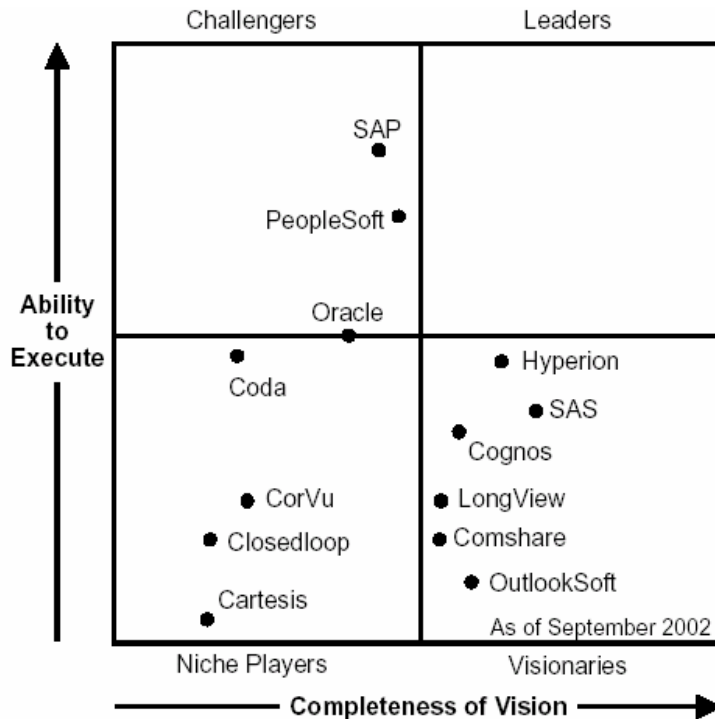 Challengers
Leaders
SAP
PeopleSoft
Ability
to
Execute
Oracle
Coda
Hyperion
SAS
Cognos
CorVu
LongView
Closedloop
Comshare
OutlookSoft
Cartesis
As of September 2002
Niche Players
Visionaries
Completeness of Vision